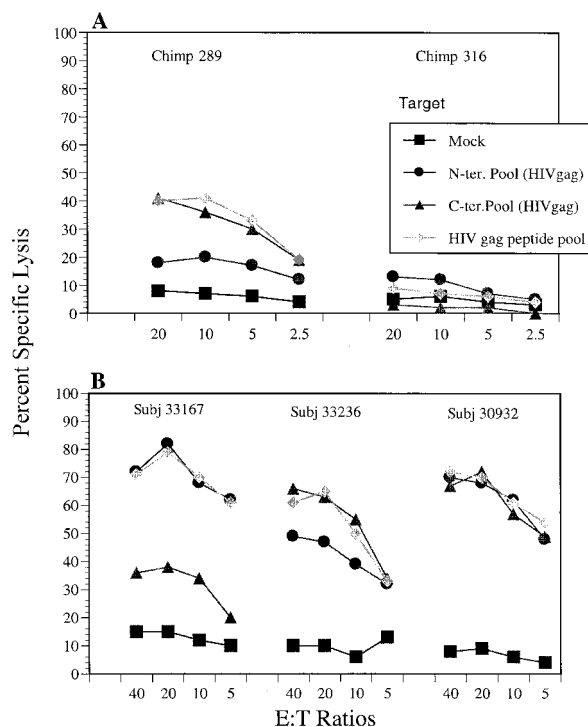 A
Chimp 289
Chimp 316
Target
Mock
N-ter. Pool (HIVgag)
C-ter.Pool (HIVgag)
HIV gag peptide pool
100
90
80
70
60
50
40
30
20
10
0
20 10 5 2.5 20 10 5 2.5
Percent Specific Lysis
B
Subj 33167
Subj 33236
Subj 30932
100
90
80
70
60
50
40
30
20
10
0
40 20 10 5 40 20 10 5 40 20 10 5
E:T Ratios